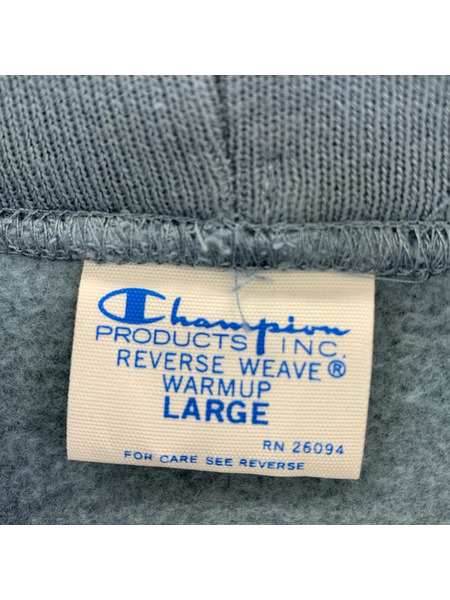 Champion
PRODUCTS INC.
REVERSE WEAVE®
WARMUP
LARGE
RN 26094
FOR CARE SEE REVERSE